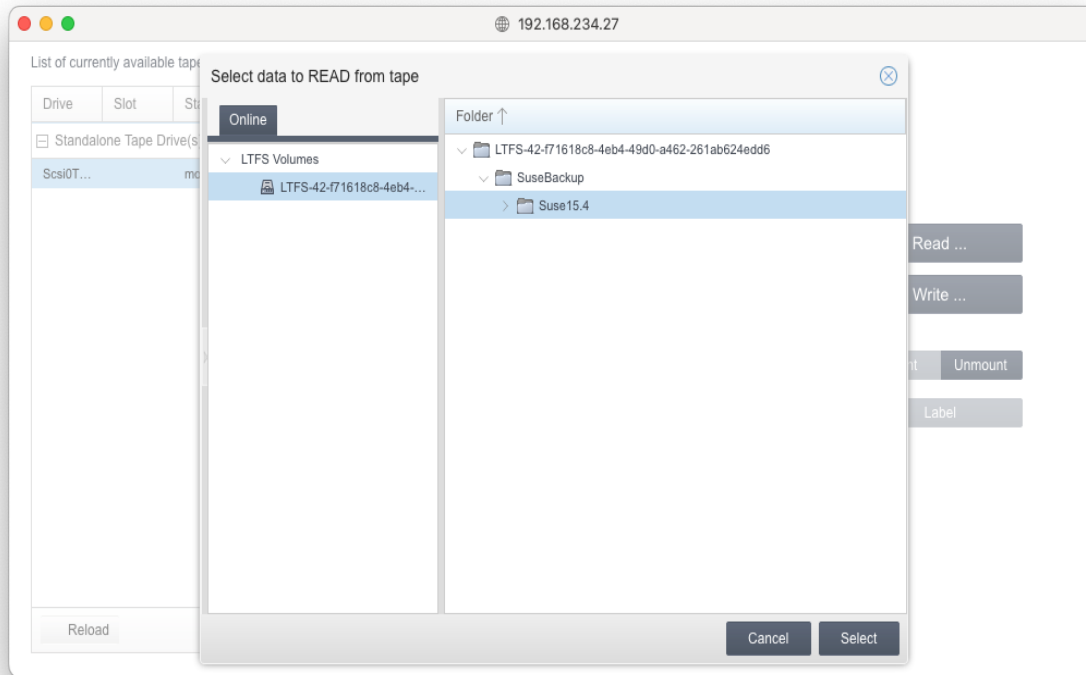 192.168.234.27
List of currently available tape
Select data to READ from tape
Drive Slot Sta
Standalone Tape Drive(s
Scsi0T... mo
Online
LTFS Volumes
LTFS-42-f71618c8-4eb4-...
Folder
LTFS-42-f71618c8-4eb4-49d0-a462-261ab624edd6
SuseBackup
Suse15.4
Read ...
Write ...
nt Unmount
Label
Reload
Cancel Select